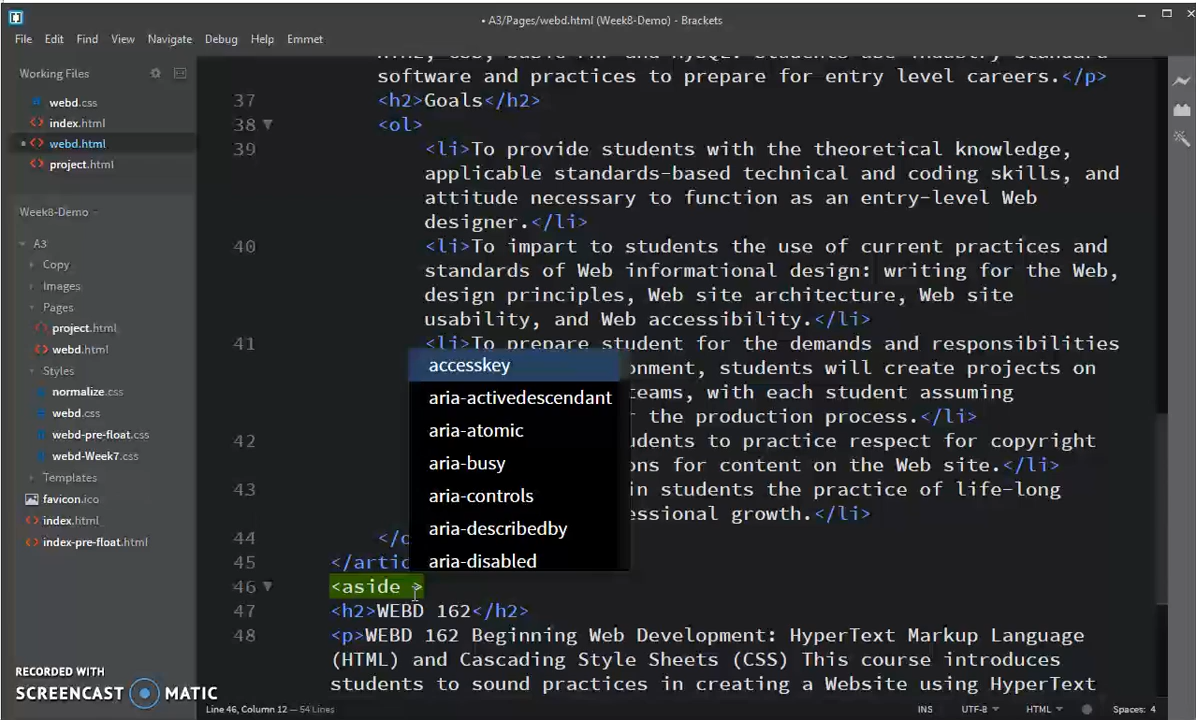 • A3/Pages/webd.html (Week8-Demo) - Brackets
File Edit Find View Navigate Debug Help Emmet
Working Files
webd.css
index.html
webd.html
project.html
Week8-Demo
A3
Copy
Images
Pages
project.html
webd.html
Styles
normalize.css
webd.css
webd-pre-float.css
webd-Week7.css
Templates
favicon.ico
index.html
index-pre-float.html
software and practices to prepare for entry level careers.</p>
37 <h2>Goals</h2>
38 <ol>
39 <li>To provide students with the theoretical knowledge,
applicable standards-based technical and coding skills, and
attitude necessary to function as an entry-level Web
designer.</li>
40 <li>To impart to students the use of current practices and
standards of Web informational design: writing for the Web,
design principles, Web site architecture, Web site
usability, and Web accessibility.</li>
41 <li>To prepare student for the demands and responsibilities
onment, students will create projects on
teams, with each student assuming
r the production process.</li>
42 udents to practice respect for copyright
ons for content on the Web site.</li>
43 in students the practice of life-long
essional growth.</li>
44 </o
45 </artic
46 <aside >
47 <h2>WEBD 162</h2>
48 <p>WEBD 162 Beginning Web Development: HyperText Markup Language
(HTML) and Cascading Style Sheets (CSS) This course introduces
students to sound practices in creating a Website using HyperText
accesskey
aria-activedescendant
aria-atomic
aria-busy
aria-controls
aria-describedby
aria-disabled
RECORDED WITH
SCREENCAST MATIC
Line 46, Column 12 — 54 Lines
INS UTF-8 HTML Spaces: 4